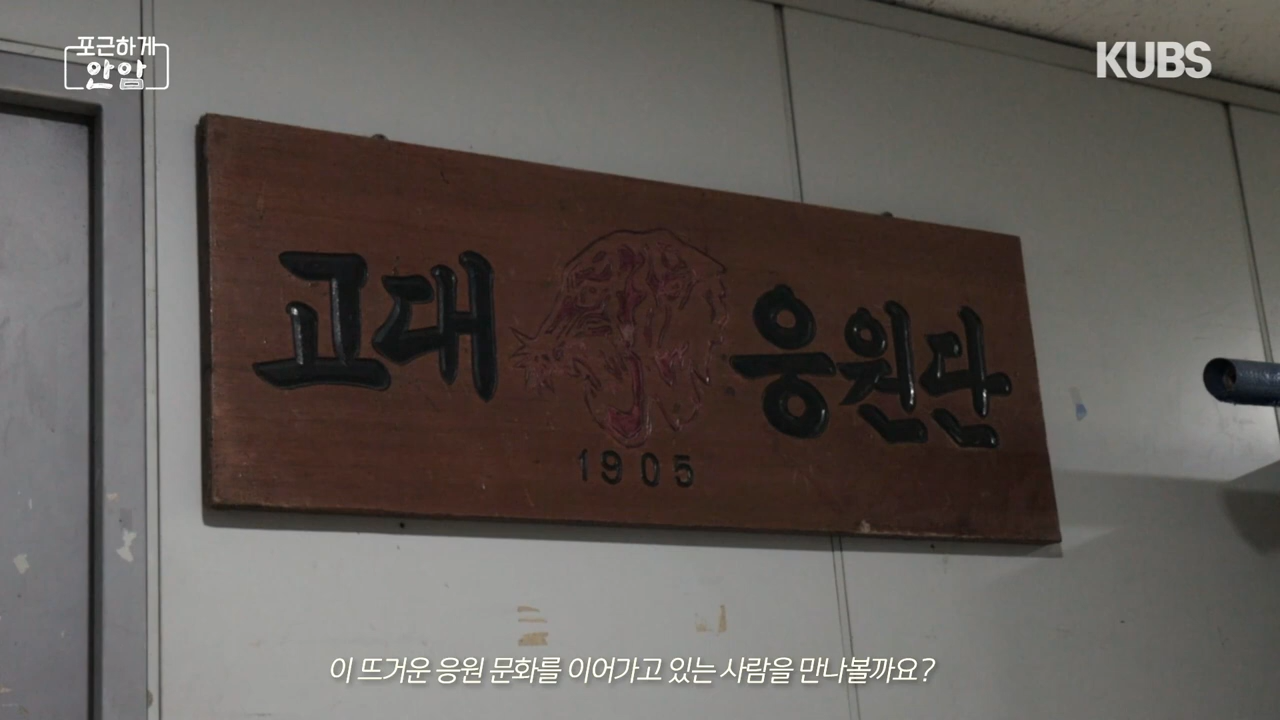 포근하게
안암
KUBS
고대 응원단
1905
이 뜨거운 응원 문화를 이어가고 있는 사람을 만나볼까요?